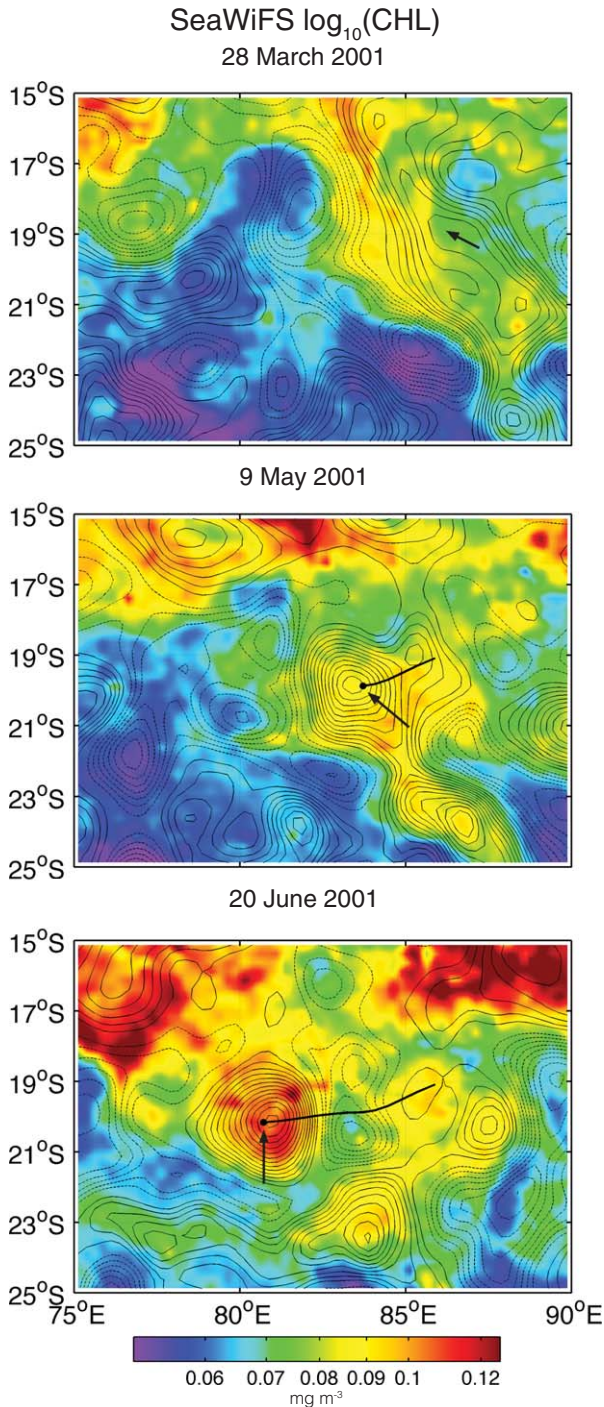 SeaWiFS log₁₀(CHL)
28 March 2001
15°S
17°S
19°S
21°S
23°S
25°S
9 May 2001
15°S
17°S
19°S
21°S
23°S
25°S
20 June 2001
15°S
17°S
19°S
21°S
23°S
25°S
75°E 80°E 85°E 90°E
0.06 0.07 0.08 0.09 0.1 0.12
mg m⁻³